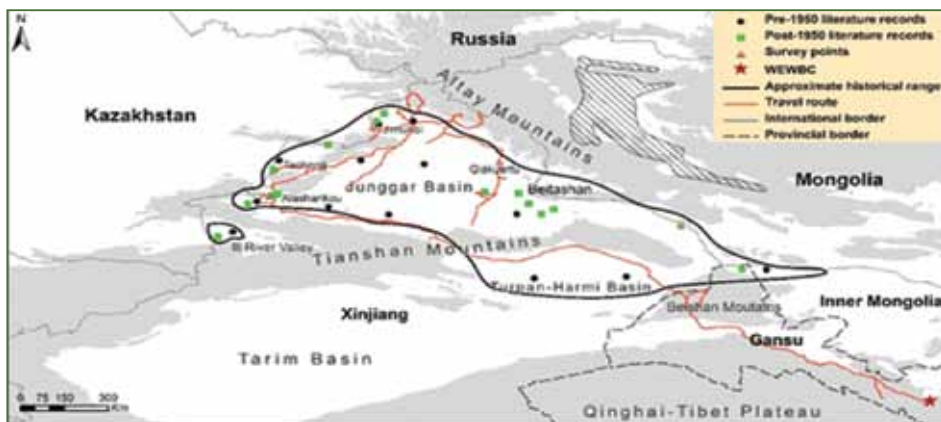 N
Russia
Kazakhstan
Altay Mountains
Mongolia
Junggar Basin
Beitashan
Ili River Valley
Tianshan Mountains
Turpan-Harmi Basin
Xinjiang
Beishan Moutains
Inner Mongolia
Gansu
Tarim Basin
Qinghai-Tibet Plateau
0 75 150 300
Km
Pre-1950 literature records
Post-1950 literature records
Survey points
WEWBC
Approximate historical range
Travel route
International border
Provincial border